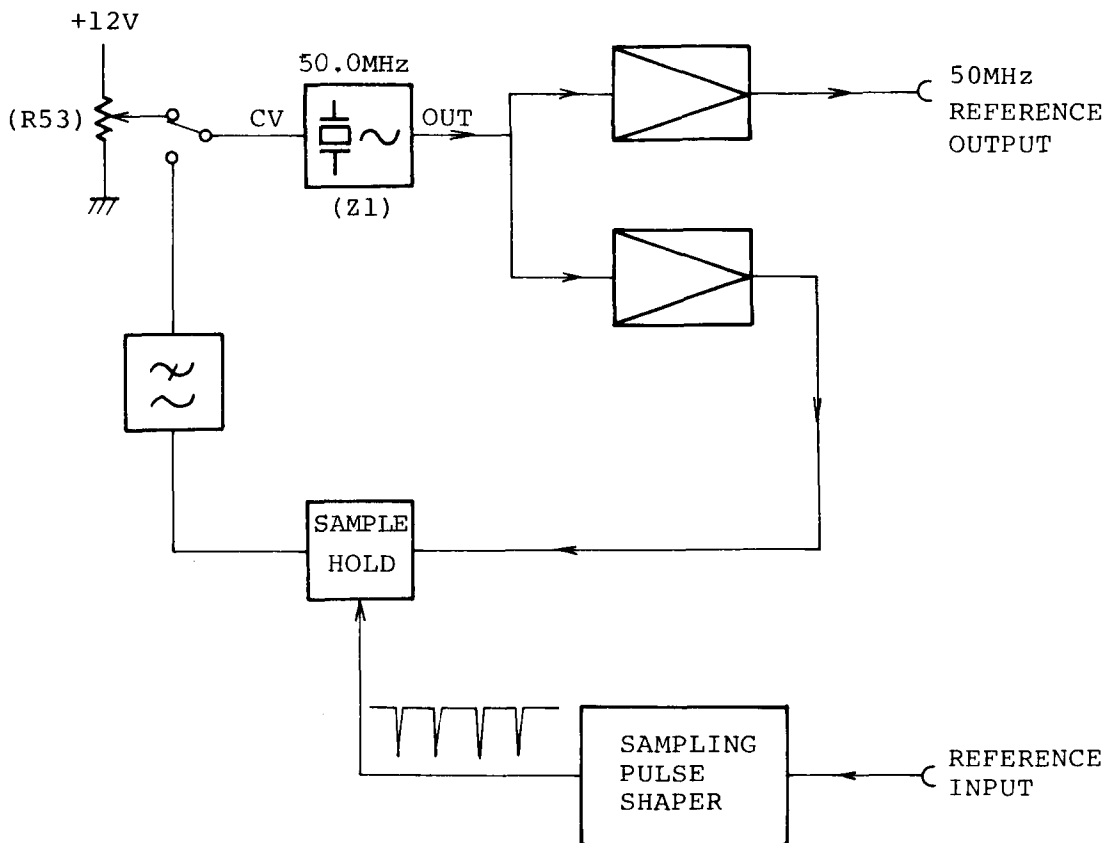 +12V
(R53)
CV
50.0MHz
(Z1)
OUT
50MHz
REFERENCE
OUTPUT
SAMPLE
HOLD
SAMPLING
PULSE
SHAPER
REFERENCE
INPUT